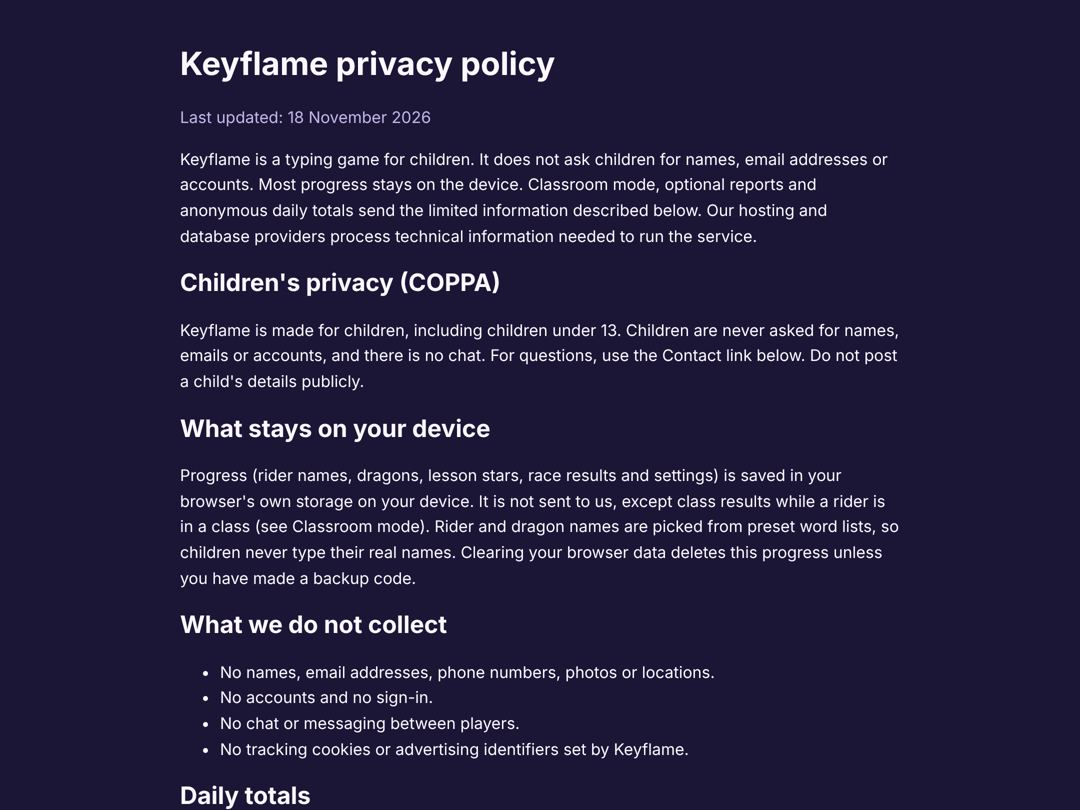 Keyflame privacy policy
Last updated: 18 November 2026
Keyflame is a typing game for children. It does not ask children for names, email addresses or
accounts. Most progress stays on the device. Classroom mode, optional reports and
anonymous daily totals send the limited information described below. Our hosting and
database providers process technical information needed to run the service.
Children's privacy (COPPA)
Keyflame is made for children, including children under 13. Children are never asked for names,
emails or accounts, and there is no chat. For questions, use the Contact link below. Do not post
a child's details publicly.
What stays on your device
Progress (rider names, dragons, lesson stars, race results and settings) is saved in your
browser's own storage on your device. It is not sent to us, except class results while a rider is
in a class (see Classroom mode). Rider and dragon names are picked from preset word lists, so
children never type their real names. Clearing your browser data deletes this progress unless
you have made a backup code.
What we do not collect
• No names, email addresses, phone numbers, photos or locations.
• No accounts and no sign-in.
• No chat or messaging between players.
• No tracking cookies or advertising identifiers set by Keyflame.
Daily totals